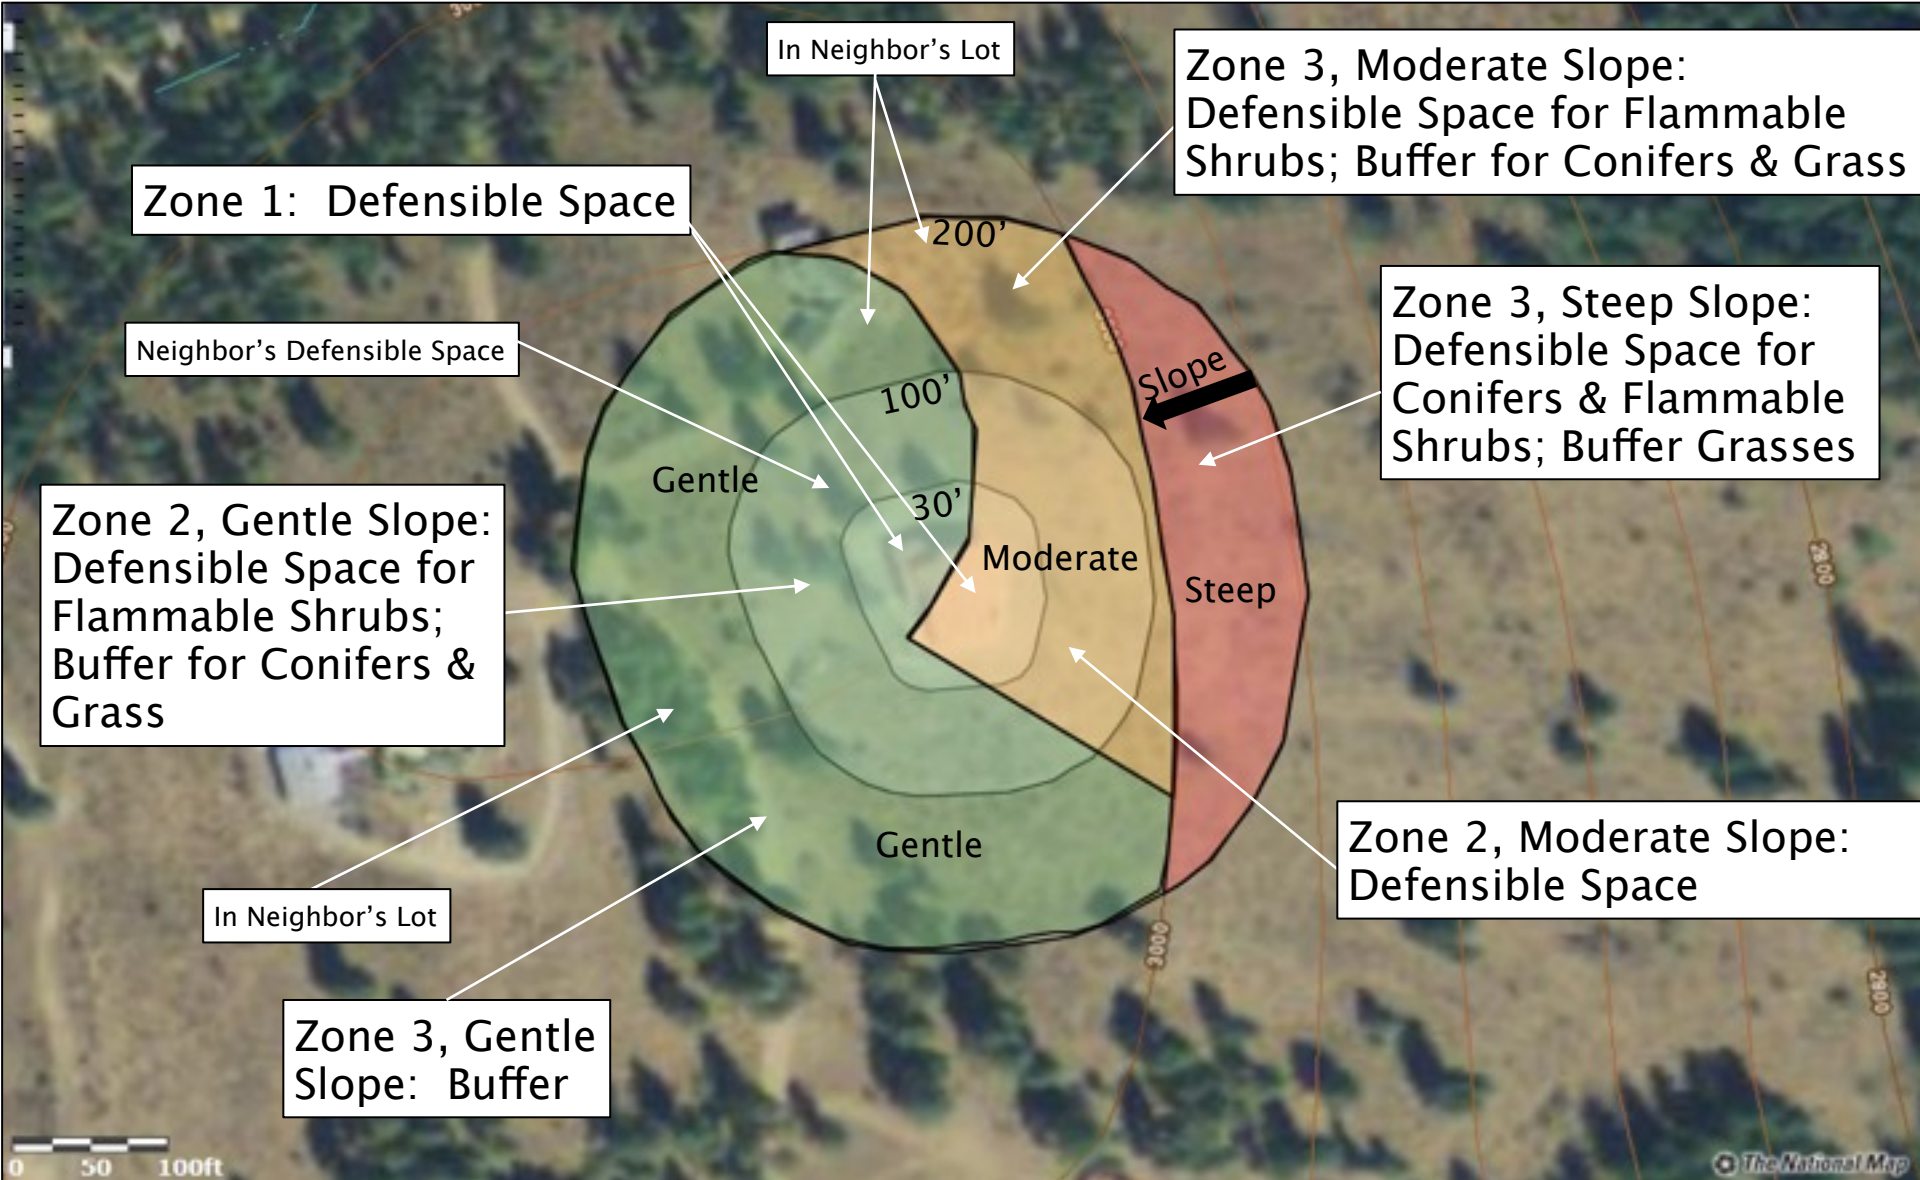 In Neighbor's Lot
Zone 3, Moderate Slope:
Defensible Space for Flammable
Shrubs; Buffer for Conifers & Grass
Zone 1: Defensible Space
200'
Zone 3, Steep Slope:
Defensible Space for
Conifers & Flammable
Shrubs; Buffer Grasses
Neighbor's Defensible Space
Slope
100'
Gentle
30'
Zone 2, Gentle Slope:
Defensible Space for
Flammable Shrubs;
Buffer for Conifers &
Grass
Moderate
Steep
2900
Gentle
Zone 2, Moderate Slope:
Defensible Space
In Neighbor's Lot
3000
2800
Zone 3, Gentle
Slope: Buffer
0 50 100ft
The National Map